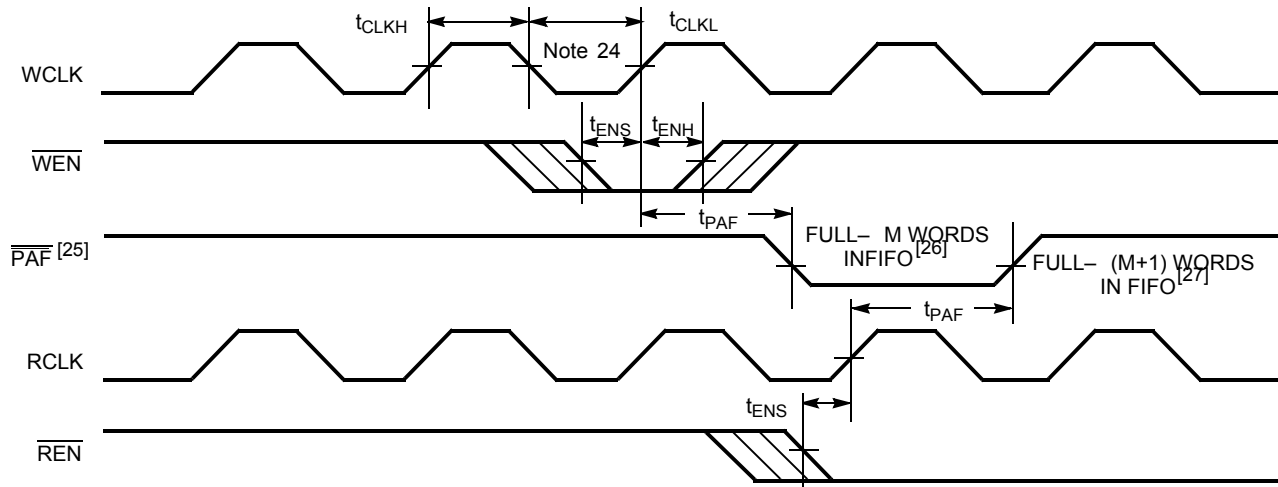 tCLKH
tCLKL
Note 24
WCLK
tENS
tENH
WEN
tPAF
PAF [25]
FULL– M WORDS
INFIFO[26]
FULL– (M+1) WORDS
IN FIFO[27]
tPAF
RCLK
tENS
REN